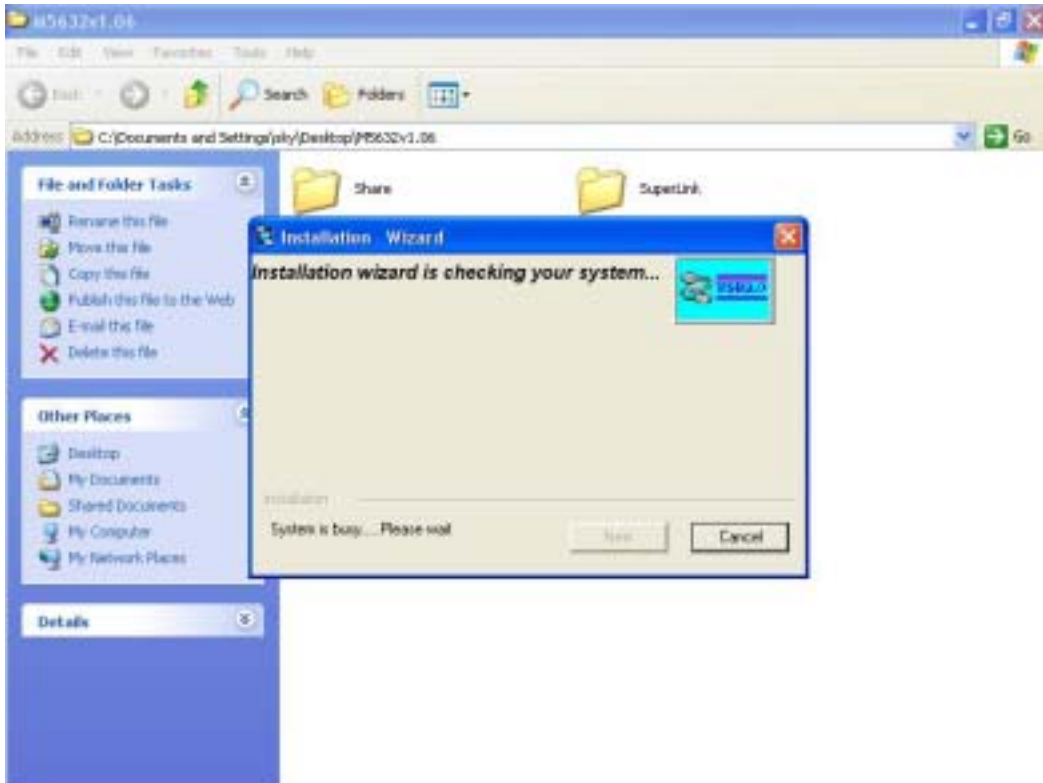 M5632v1.06
File Edit View Favorites Tools Help
Back
Search
Folders
Address
C:\Documents and Settings\sky\Desktop\M5632v1.06
Go
File and Folder Tasks
Rename this file
Move this file
Copy this file
Publish this file to the Web
E-mail this file
Delete this file
Other Places
Desktop
My Documents
Shared Documents
My Computer
My Network Places
Details
Share
SuperLink
Installation Wizard
Installation wizard is checking your system...
USB2.0
Installation
System is busy....Please wait
Cancel